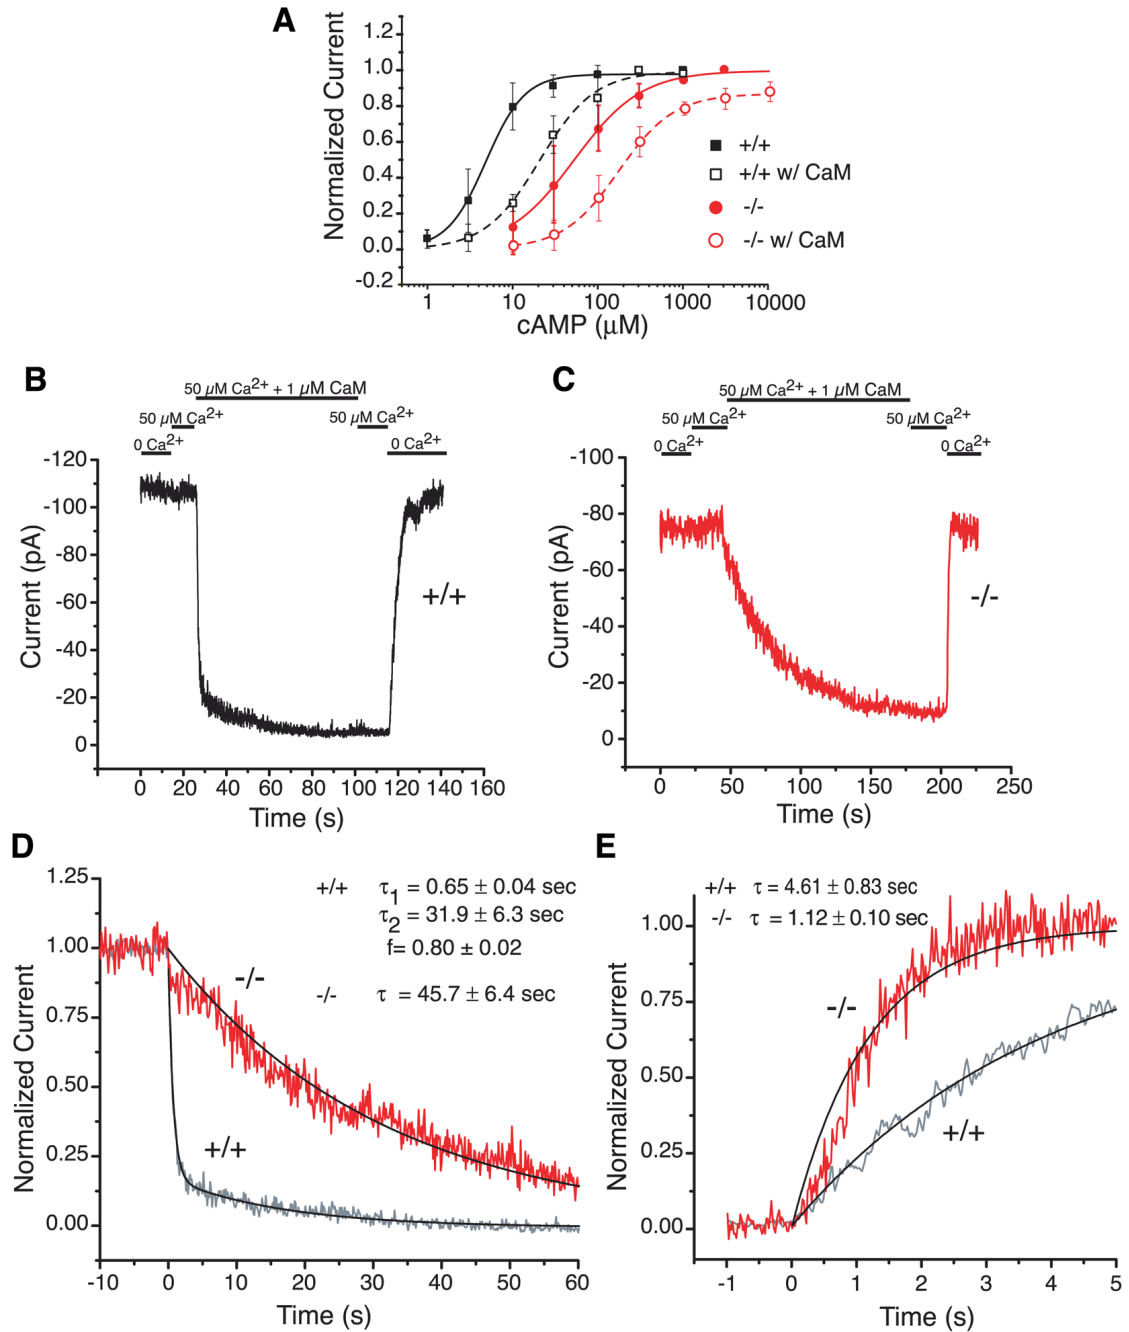 A
Normalized Current
1.2
1.0
0.8
0.6
0.4
0.2
0.0
-0.2
1 10 100 1000 10000
cAMP (μM)
+/+
+/+ w/ CaM
-/-
-/- w/ CaM
B
50 μM Ca2+ + 1 μM CaM
50 μM Ca2+ 50 μM Ca2+
0 Ca2+ 0 Ca2+
Current (pA)
-120
-100
-80
-60
-40
-20
0
+/+
0 20 40 60 80 100 120 140 160
Time (s)
C
50 μM Ca2+ + 1 μM CaM
50 μM Ca2+ 50 μM Ca2+
0 Ca2+ 0 Ca2+
Current (pA)
-100
-80
-60
-40
-20
0
-/-
0 50 100 150 200 250
Time (s)
D
Normalized Current
1.25
1.00
0.75
0.50
0.25
0.00
+/+ τ1 = 0.65 ± 0.04 sec
τ2 = 31.9 ± 6.3 sec
f= 0.80 ± 0.02
-/- τ = 45.7 ± 6.4 sec
-/-
+/+
-10 0 10 20 30 40 50 60
Time (s)
E
Normalized Current
1.00
0.75
0.50
0.25
0.00
+/+ τ = 4.61 ± 0.83 sec
-/- τ = 1.12 ± 0.10 sec
-/-
+/+
-1 0 1 2 3 4 5
Time (s)